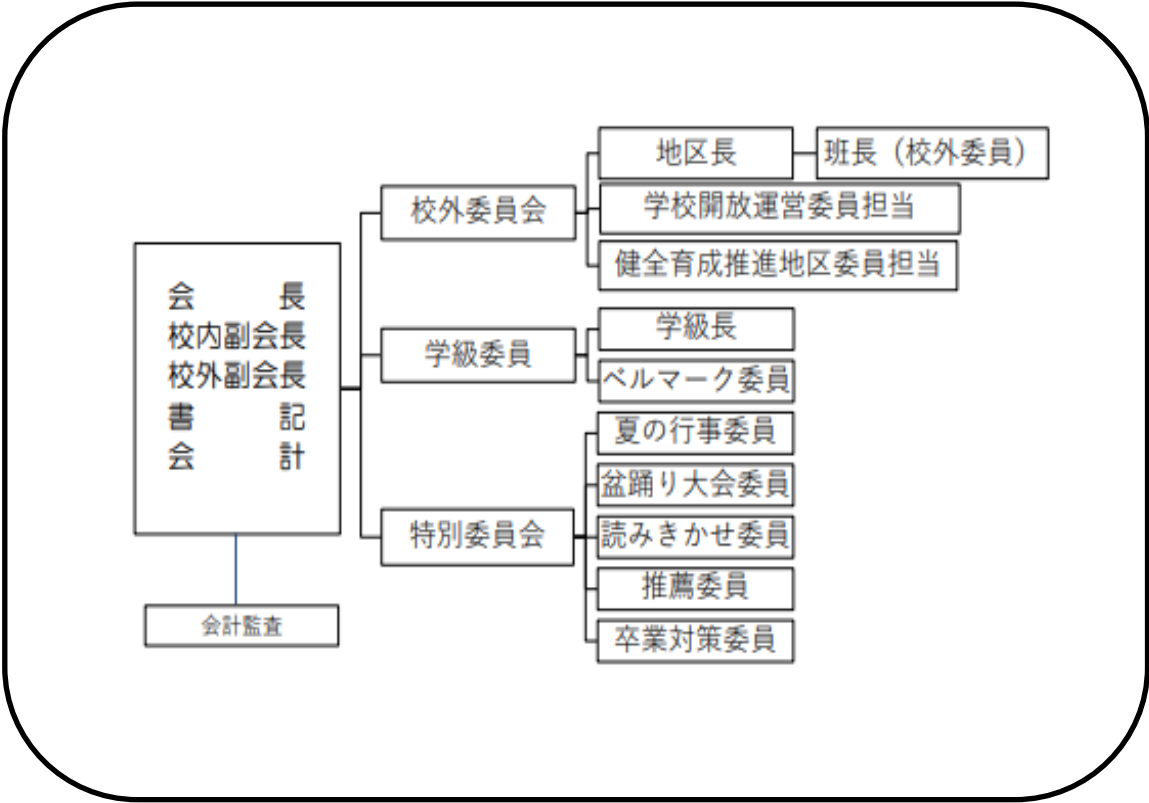 会長
校内副会長
校外副会長
書記
会計
会計監査
校外委員会
地区長
班長（校外委員）
学校開放運営委員担当
健全育成推進地区委員担当
学級委員
学級長
ベルマーク委員
特別委員会
夏の行事委員
盆踊り大会委員
読みきかせ委員
推薦委員
卒業対策委員